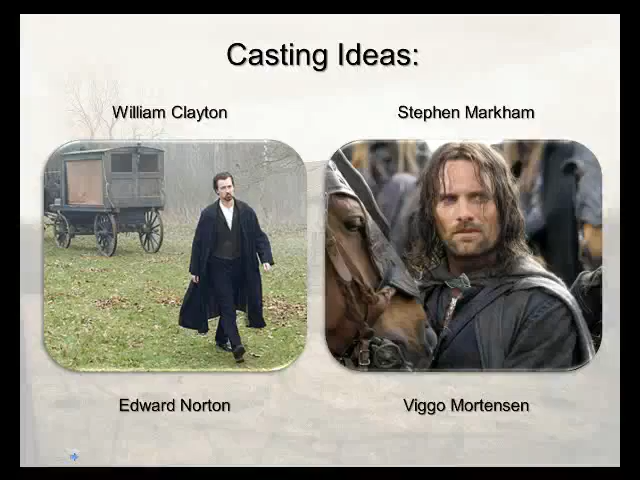 Casting Ideas:
William Clayton
Stephen Markham
Edward Norton
Viggo Mortensen